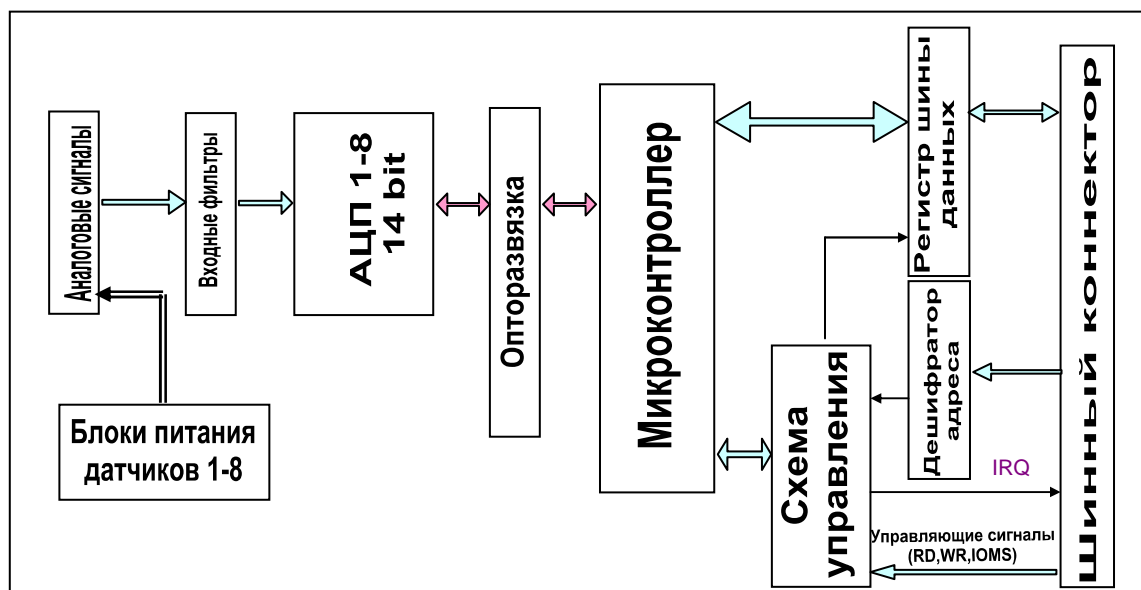 Аналоговые сигналы
Входные фильтры
АЦП 1-8
14 bit
Опторазвязка
Микроконтроллер
Регистр шины
данных
Шинный коннектор
Дешифратор
адреса
Схема
управления
Блоки питания
датчиков 1-8
IRQ
Управляющие сигналы
(RD,WR,IOMS)